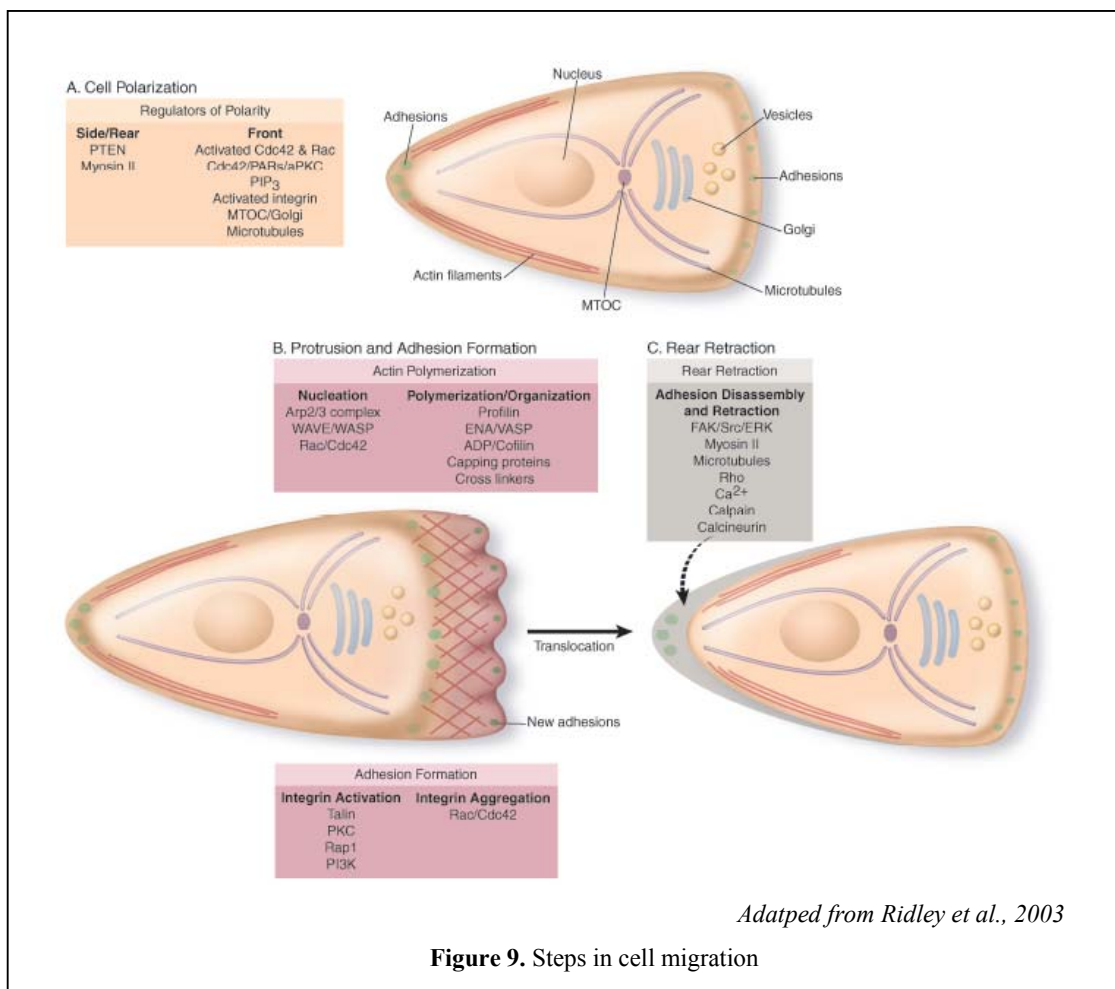 A. Cell Polarization
Regulators of Polarity
Side/Rear
PTEN
Myosin II
Front
Activated Cdc42 & Rac
Cdc42/PARs/aPKC
PIP3
Activated integrin
MTOC/Golgi
Microtubules
Nucleus
Adhesions
Vesicles
Adhesions
Golgi
Actin filaments
MTOC
Microtubules
B. Protrusion and Adhesion Formation
Actin Polymerization
Nucleation
Arp2/3 complex
WAVE/WASP
Rac/Cdc42
Polymerization/Organization
Profilin
ENA/VASP
ADP/Cofilin
Capping proteins
Cross linkers
C. Rear Retraction
Rear Retraction
Adhesion Disassembly
and Retraction
FAK/Src/ERK
Myosin II
Microtubules
Rho
Ca2+
Calpain
Calcineurin
Translocation
New adhesions
Adhesion Formation
Integrin Activation
Talin
PKC
Rap1
PI3K
Integrin Aggregation
Rac/Cdc42
Adatped from Ridley et al., 2003
Figure 9. Steps in cell migration